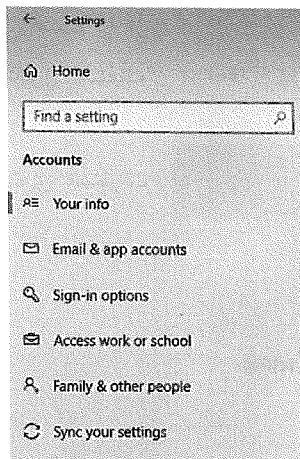 Settings
Home
Find a setting
Accounts
Your info
Email & app accounts
Sign-in options
Access work or school
Family & other people
Sync your settings